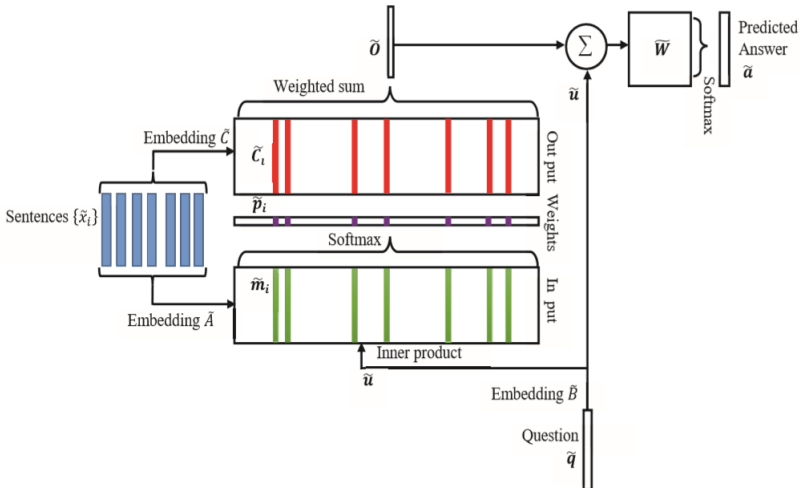 Õ
Σ
W̃
Predicted
Answer
ã
Softmax
ũ
Weighted sum
Embedding C̃
C̃ᵢ
Out put
Sentences {x̃ᵢ}
p̃ᵢ
Weights
Softmax
m̃ᵢ
In put
Embedding Ã
Inner product
ũ
Embedding B̃
Question
q̃